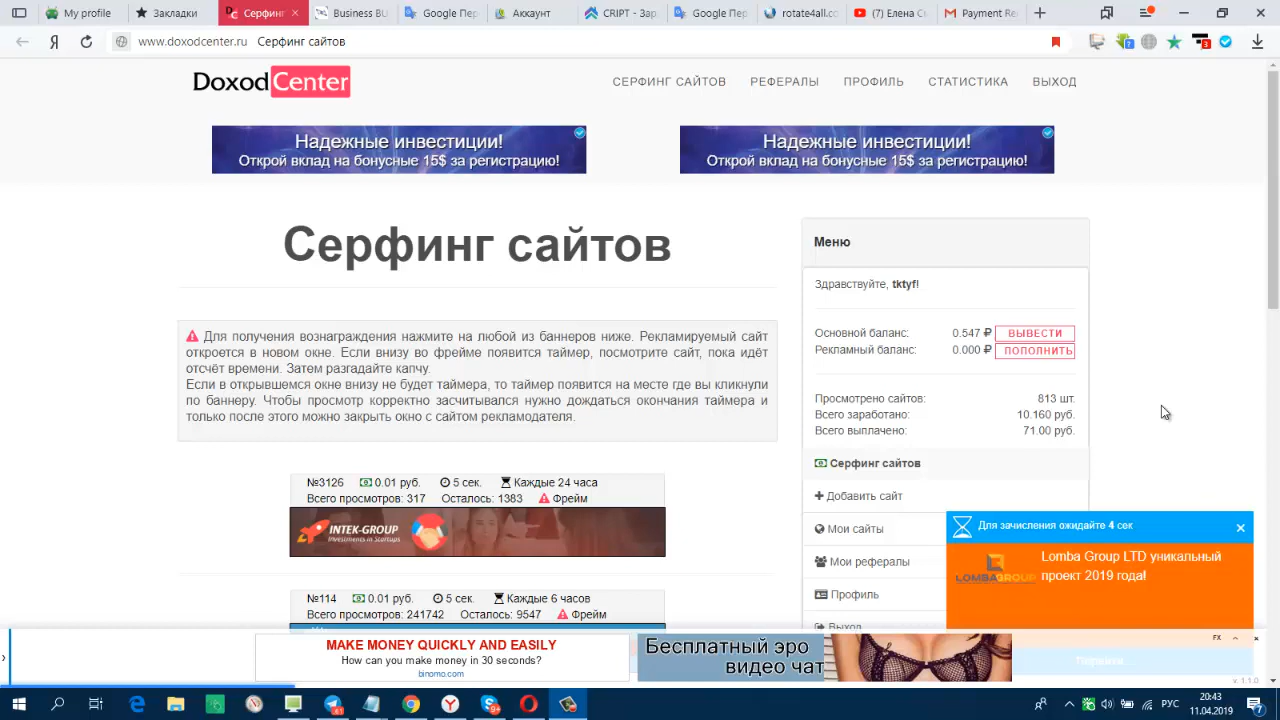 My profile
Закладки
Серфинг
Business BU
Google Пер
Аккаунт
CRIPT - Зар
Google Пер
rotate4all.co
(7) Елена С
Payment Re
www.doxodcenter.ru Серфинг сайтов
DoxodCenter
СЕРФИНГ САЙТОВ РЕФЕРАЛЫ ПРОФИЛЬ СТАТИСТИКА ВЫХОД
Надежные инвестиции!
Открой вклад на бонусные 15$ за регистрацию!
Надежные инвестиции!
Открой вклад на бонусные 15$ за регистрацию!
Серфинг сайтов
Для получения вознаграждения нажмите на любой из баннеров ниже. Рекламируемый сайт
откроется в новом окне. Если внизу во фрейме появится таймер, посмотрите сайт, пока идёт
отсчёт времени. Затем разгадайте капчу.
Если в открывшемся окне внизу не будет таймера, то таймер появится на месте где вы кликнули
по баннеру. Чтобы просмотр корректно засчитывался нужно дождаться окончания таймера и
только после этого можно закрыть окно с сайтом рекламодателя.
№3126 0.01 руб. 5 сек. Каждые 24 часа
Всего просмотров: 317 Осталось: 1383 Фрейм
INTEK-GROUP
Investments in Startups
№114 0.01 руб. 5 сек. Каждые 6 часов
Всего просмотров: 241742 Осталось: 9547 Фрейм
Меню
Здравствуйте, tktyf!
Основной баланс: 0.547 ₽ ВЫВЕСТИ
Рекламный баланс: 0.000 ₽ ПОПОЛНИТЬ
Просмотрено сайтов: 813 шт.
Всего заработано: 10.160 руб.
Всего выплачено: 71.00 руб.
Серфинг сайтов
Добавить сайт
Мои сайты
Мои рефералы
Профиль
Выход
Для зачисления ожидайте 4 сек
LOMBAGROUP
Lomba Group LTD уникальный
проект 2019 года!
Перейти...
v 1.1.0
FX
MAKE MONEY QUICKLY AND EASILY
How can you make money in 30 seconds?
binomo.com
Бесплатный эро
видео чат
РУС
20:43
11.04.2019